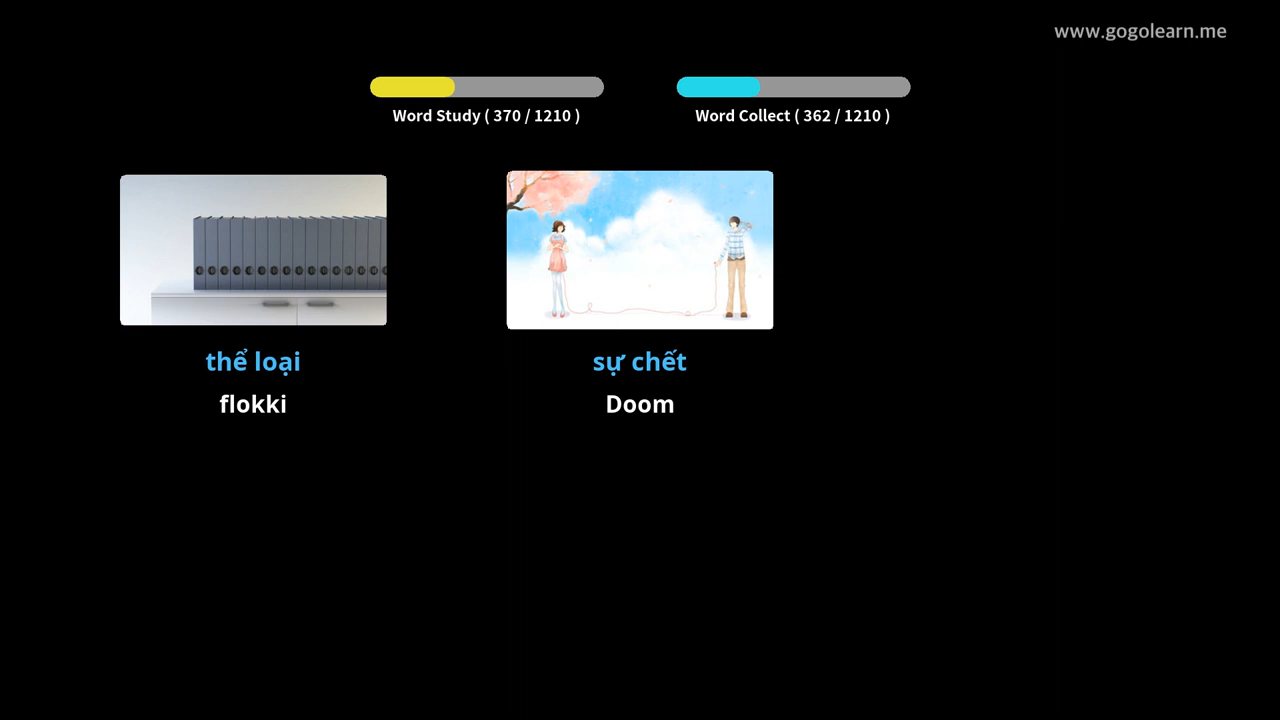 www.gogolearn.me
Word Study ( 370 / 1210 )
Word Collect ( 362 / 1210 )
thể loại
flokki
sự chết
Doom